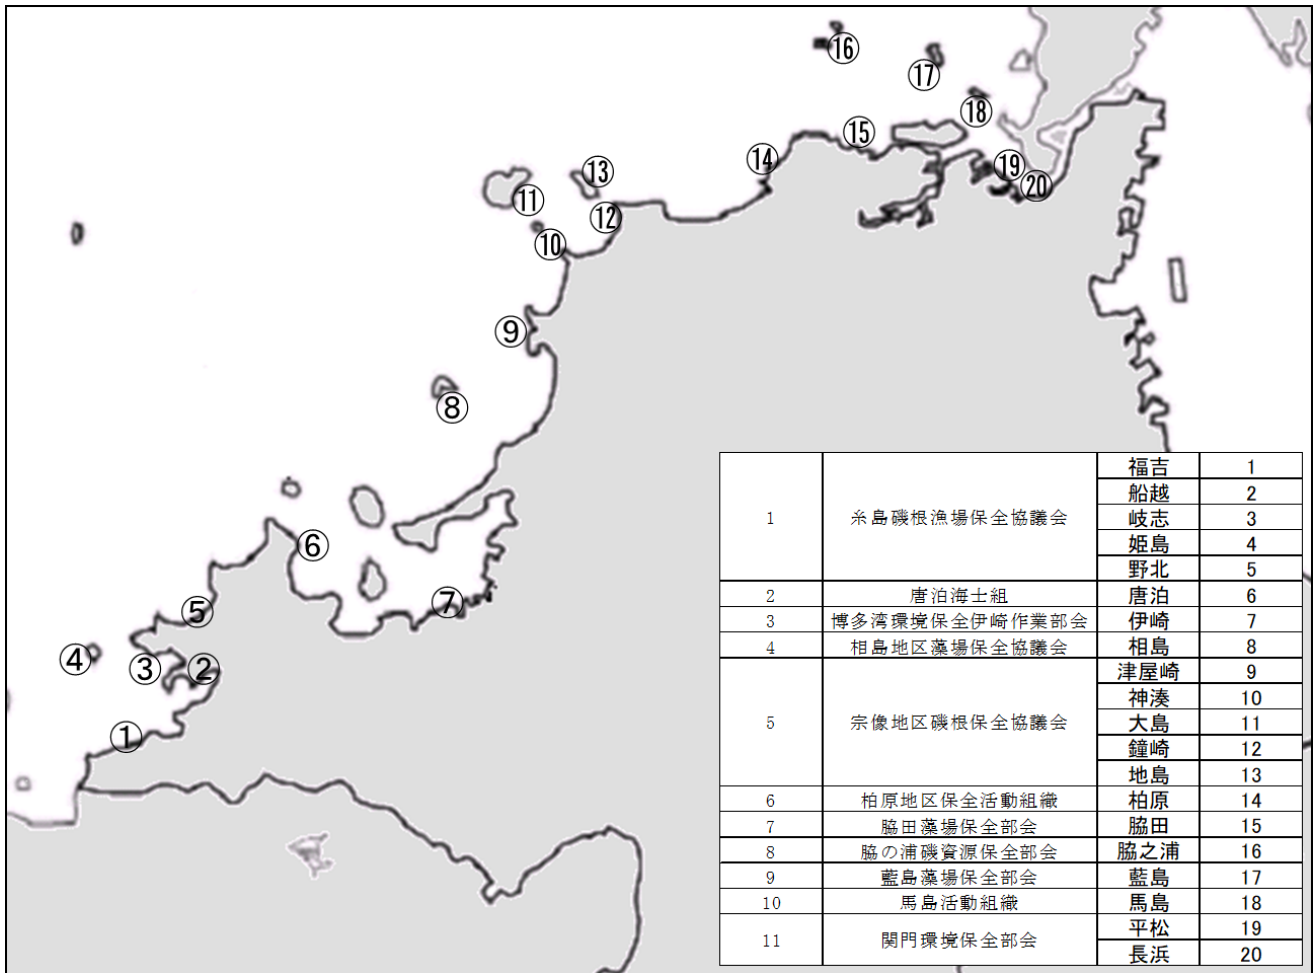 ⑯
⑰
⑱
⑮
⑭
⑲
⑳
⑬
⑪
⑫
⑩
⑨
⑧
⑥
⑦
⑤
④
③
②
①
1 糸島磯根漁場保全協議会 福吉 1
船越 2
岐志 3
姫島 4
野北 5
2 唐泊海士組 唐泊 6
3 博多湾環境保全伊崎作業部会 伊崎 7
4 相島地区藻場保全協議会 相島 8
5 宗像地区磯根保全協議会 津屋崎 9
神湊 10
大島 11
鐘崎 12
地島 13
6 柏原地区保全活動組織 柏原 14
7 脇田藻場保全部会 脇田 15
8 脇の浦磯資源保全部会 脇之浦 16
9 藍島藻場保全部会 藍島 17
10 馬島活動組織 馬島 18
11 関門環境保全部会 平松 19
長浜 20